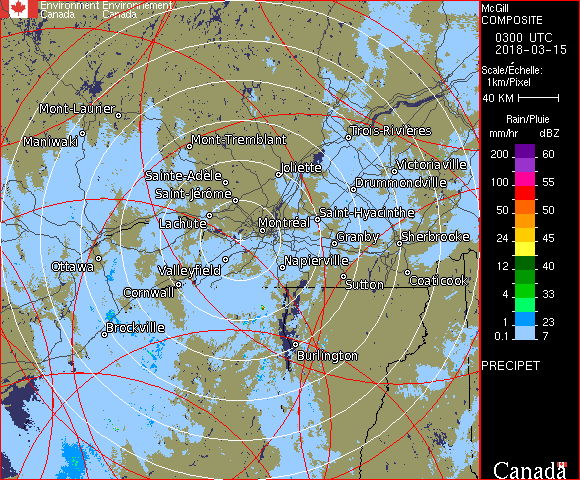 Environment Environnement
Canada Canada
McGill
COMPOSITE
0300 UTC
2018-03-15
Scale/Échelle:
1km/Pixel
40 KM
Rain/Pluie
mm/hr dBZ
200 60
100 55
50 50
24 45
12 40
4 33
1 23
0.1 7
PRECIPET
Canada
Mont-Laurier
Maniwaki
Mont-Tremblant
Trois-Rivières
Joliette
Victoriaville
Sainte-Adèle
Drummondville
Saint-Jérôme
Lachute
Saint-Hyacinthe
Montréal
Granby
Sherbrooke
Ottawa
Valleyfield
Napierville
Cornwall
Sutton
Coaticook
Brockville
Burlington